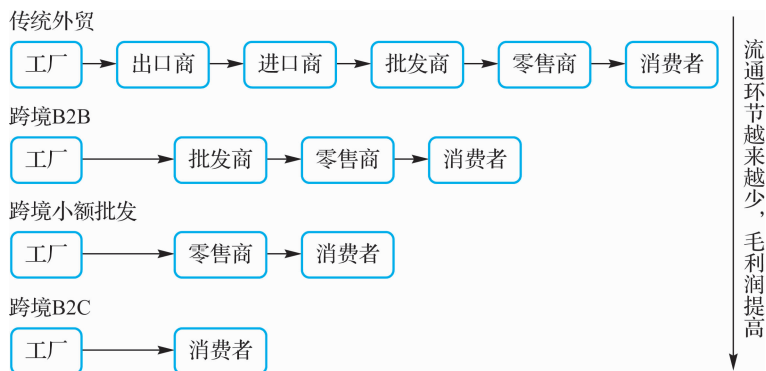 传统外贸
工厂 出口商 进口商 批发商 零售商 消费者
跨境B2B
工厂 批发商 零售商 消费者
跨境小额批发
工厂 零售商 消费者
跨境B2C
工厂 消费者
流通环节越来越少，毛利润提高